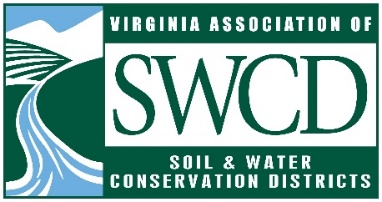 VIRGINIA ASSOCIATION OF
SWCD
SOIL & WATER
CONSERVATION DISTRICTS